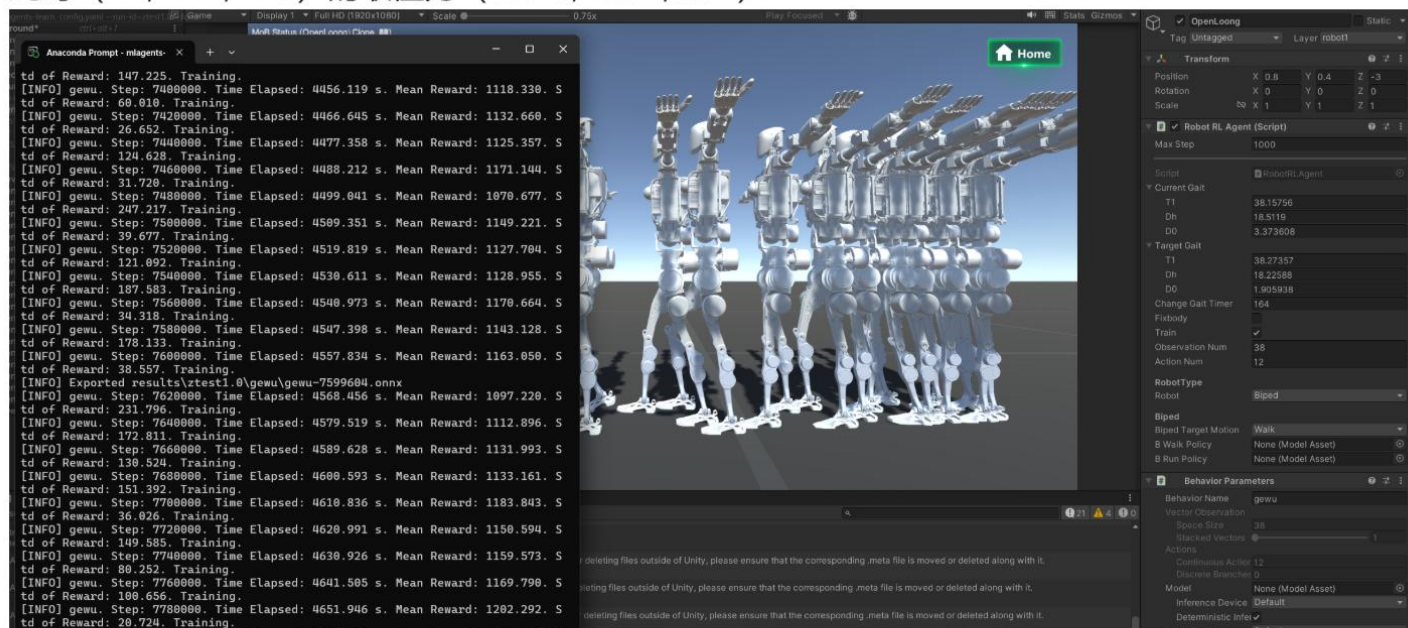 Game
Display 1
Full HD (1920x1080)
Scale
0.75x
Play Focused
Stats
Gizmos
Anaconda Prompt - mlagents-
td of Reward: 147.225. Training.
[INFO] gewu. Step: 7400000. Time Elapsed: 4456.119 s. Mean Reward: 1118.330. S
td of Reward: 60.010. Training.
[INFO] gewu. Step: 7420000. Time Elapsed: 4466.645 s. Mean Reward: 1132.660. S
td of Reward: 26.652. Training.
[INFO] gewu. Step: 7440000. Time Elapsed: 4477.358 s. Mean Reward: 1125.357. S
td of Reward: 124.628. Training.
[INFO] gewu. Step: 7460000. Time Elapsed: 4488.212 s. Mean Reward: 1171.144. S
td of Reward: 31.720. Training.
[INFO] gewu. Step: 7480000. Time Elapsed: 4499.041 s. Mean Reward: 1070.677. S
td of Reward: 247.217. Training.
[INFO] gewu. Step: 7500000. Time Elapsed: 4509.351 s. Mean Reward: 1149.221. S
td of Reward: 39.677. Training.
[INFO] gewu. Step: 7520000. Time Elapsed: 4519.819 s. Mean Reward: 1127.704. S
td of Reward: 121.092. Training.
[INFO] gewu. Step: 7540000. Time Elapsed: 4530.611 s. Mean Reward: 1128.955. S
td of Reward: 187.583. Training.
[INFO] gewu. Step: 7560000. Time Elapsed: 4540.973 s. Mean Reward: 1170.664. S
td of Reward: 34.318. Training.
[INFO] gewu. Step: 7580000. Time Elapsed: 4547.398 s. Mean Reward: 1143.128. S
td of Reward: 178.133. Training.
[INFO] gewu. Step: 7600000. Time Elapsed: 4557.834 s. Mean Reward: 1163.050. S
td of Reward: 38.557. Training.
[INFO] Exported results\ztest1.0\gewu\gewu-7599604.onnx
[INFO] gewu. Step: 7620000. Time Elapsed: 4568.456 s. Mean Reward: 1097.220. S
td of Reward: 231.796. Training.
[INFO] gewu. Step: 7640000. Time Elapsed: 4579.519 s. Mean Reward: 1112.896. S
td of Reward: 172.811. Training.
[INFO] gewu. Step: 7660000. Time Elapsed: 4589.628 s. Mean Reward: 1131.993. S
td of Reward: 130.524. Training.
[INFO] gewu. Step: 7680000. Time Elapsed: 4600.593 s. Mean Reward: 1133.161. S
td of Reward: 151.392. Training.
[INFO] gewu. Step: 7700000. Time Elapsed: 4610.836 s. Mean Reward: 1183.843. S
td of Reward: 36.026. Training.
[INFO] gewu. Step: 7720000. Time Elapsed: 4620.991 s. Mean Reward: 1150.594. S
td of Reward: 149.585. Training.
[INFO] gewu. Step: 7740000. Time Elapsed: 4630.926 s. Mean Reward: 1159.573. S
td of Reward: 80.252. Training.
[INFO] gewu. Step: 7760000. Time Elapsed: 4641.505 s. Mean Reward: 1169.790. S
td of Reward: 100.656. Training.
[INFO] gewu. Step: 7780000. Time Elapsed: 4651.946 s. Mean Reward: 1202.292. S
td of Reward: 20.724. Training.
Home
21 4 0
deleting files outside of Unity, please ensure that the corresponding .meta file is moved or deleted along with it.
deleting files outside of Unity, please ensure that the corresponding .meta file is moved or deleted along with it.
deleting files outside of Unity, please ensure that the corresponding .meta file is moved or deleted along with it.
OpenLoong Static
Tag Untagged Layer robot1
Transform
Position X 0.8 Y 0.4 Z -3
Rotation X 0 Y 0 Z 0
Scale X 1 Y 1 Z 1
Robot RL Agent (Script)
Max Step 1000
Script RobotRLAgent
Current Gait
T1 38.15756
Dh 18.5119
D0 3.373608
Target Gait
T1 38.27357
Dh 18.22588
D0 1.905938
Change Gait Timer 164
Fixbody
Train
Observation Num 38
Action Num 12
RobotType
Robot Biped
Biped
Biped Target Motion Walk
B Walk Policy None (Model Asset)
B Run Policy None (Model Asset)
Behavior Parameters
Behavior Name gewu
Vector Observation
Space Size 38
Stacked Vectors 1
Actions
Continuous Action 12
Discrete Branches 0
Model None (Model Asset)
Inference Device Default
Deterministic Infer